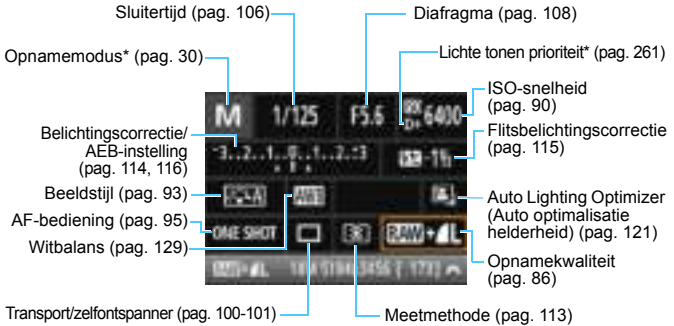 Sluitertijd (pag. 106)
Diafragma (pag. 108)
Opnamemodus* (pag. 30)
Lichte tonen prioriteit* (pag. 261)
ISO-snelheid
(pag. 90)
M 1/125 F5.6 ISO D+ 6400
Belichtingscorrectie/
AEB-instelling
(pag. 114, 116)
Flitsbelichtingscorrectie
(pag. 115)
-3..2..1..0..1..2..+3
Beeldstijl (pag. 93)
AWB
Auto Lighting Optimizer
(Auto optimalisatie
helderheid) (pag. 121)
AF-bediening (pag. 95)
ONE SHOT
RAW+L
Witbalans (pag. 129)
Opnamekwaliteit
(pag. 86)
Transport/zelfontspanner (pag. 100-101)
Meetmethode (pag. 113)